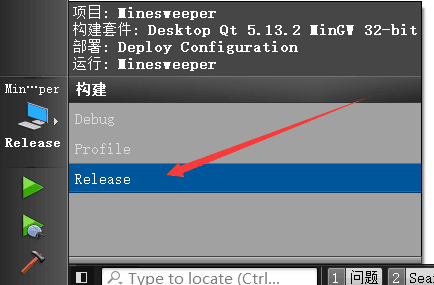 项目: Minesweeper
构建套件: Desktop Qt 5.13.2 MinGW 32-bit
部署: Deploy Configuration
运行: Minesweeper
Min…per
Release
构建
Debug
Profile
Release
Type to locate (Ctrl...
1 问题
2 Sea